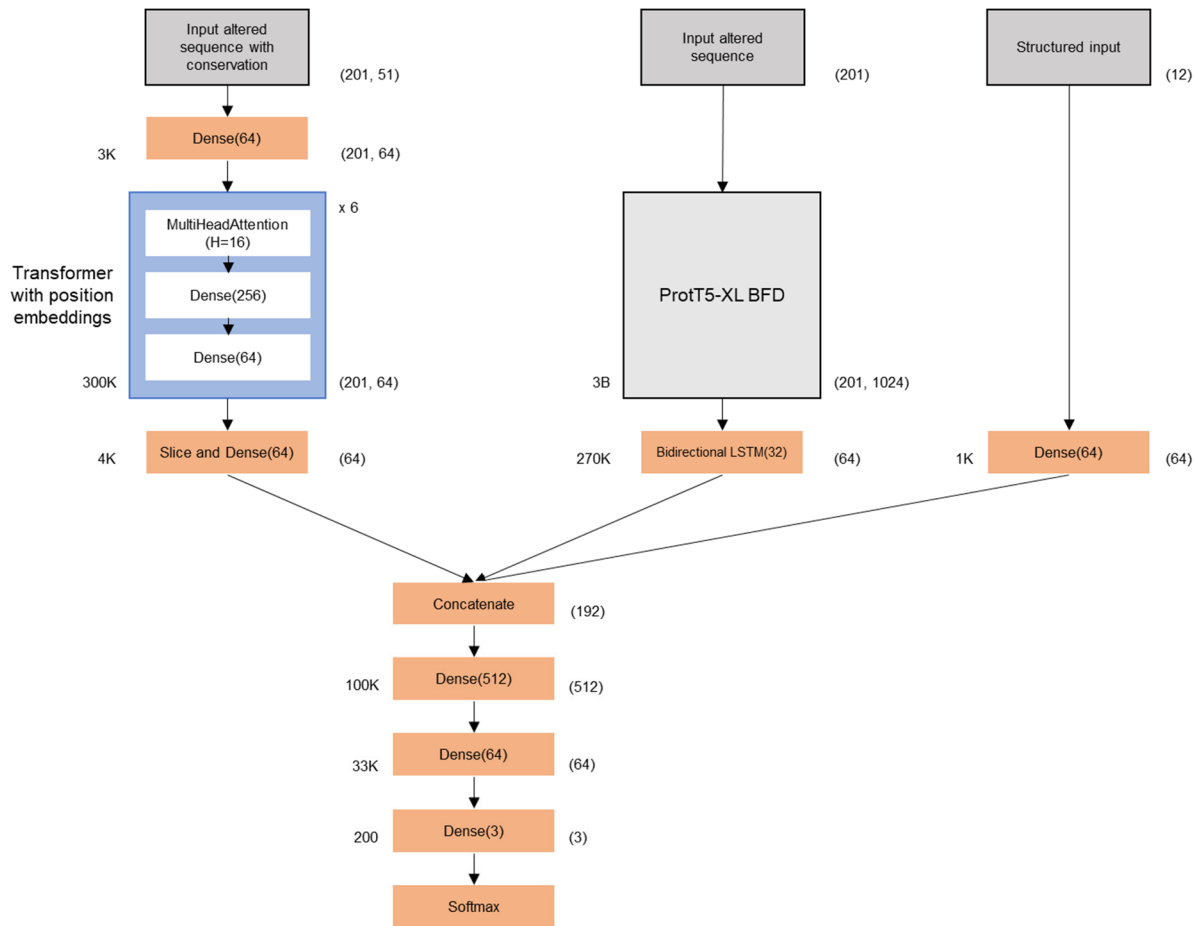 Input altered
sequence with
conservation
(201, 51)
Input altered
sequence
(201)
Structured input
(12)
Dense(64)
3K
(201, 64)
x 6
MultiHeadAttention
(H=16)
Dense(256)
Dense(64)
Transformer
with position
embeddings
300K
(201, 64)
ProtT5-XL BFD
3B
(201, 1024)
4K
Slice and Dense(64)
(64)
270K
Bidirectional LSTM(32)
(64)
1K
Dense(64)
(64)
Concatenate
(192)
100K
Dense(512)
(512)
33K
Dense(64)
(64)
200
Dense(3)
(3)
Softmax